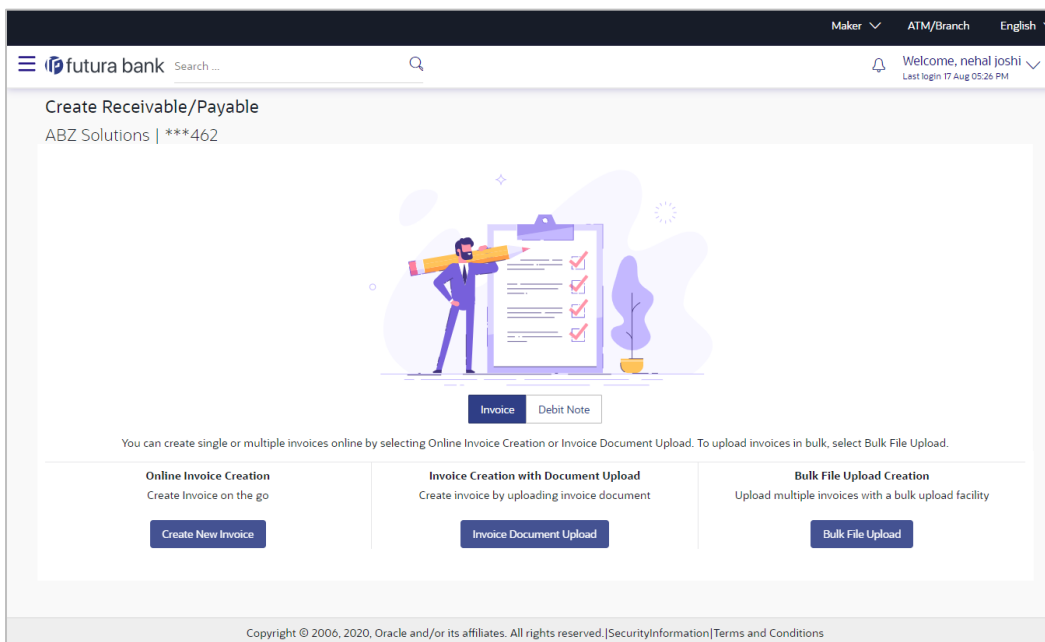 Maker ATM/Branch English
futura bank Search ... Welcome, nehal joshi
Last login 17 Aug 05:26 PM
Create Receivable/Payable
ABZ Solutions | ***462
Invoice Debit Note
You can create single or multiple invoices online by selecting Online Invoice Creation or Invoice Document Upload. To upload invoices in bulk, select Bulk File Upload.
Online Invoice Creation
Create Invoice on the go
Create New Invoice
Invoice Creation with Document Upload
Create invoice by uploading invoice document
Invoice Document Upload
Bulk File Upload Creation
Upload multiple invoices with a bulk upload facility
Bulk File Upload
Copyright © 2006, 2020, Oracle and/or its affiliates. All rights reserved.|SecurityInformation|Terms and Conditions